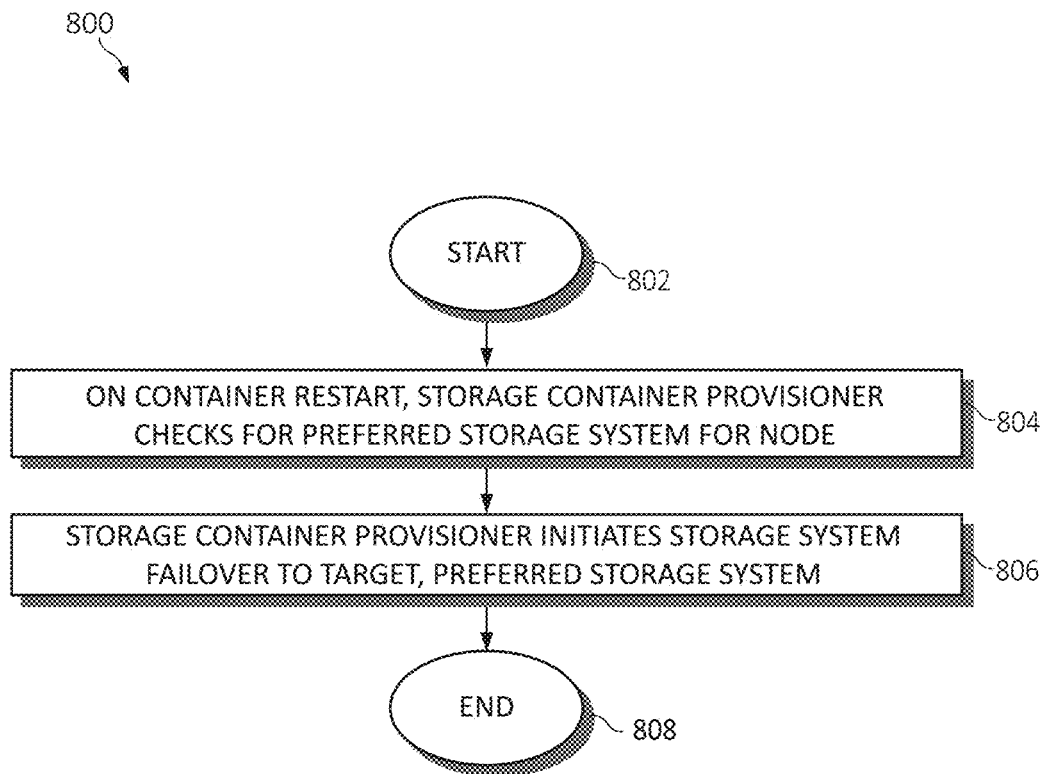 800
START
802
ON CONTAINER RESTART, STORAGE CONTAINER PROVISIONER
CHECKS FOR PREFERRED STORAGE SYSTEM FOR NODE
804
STORAGE CONTAINER PROVISIONER INITIATES STORAGE SYSTEM
FAILOVER TO TARGET, PREFERRED STORAGE SYSTEM
806
END
808